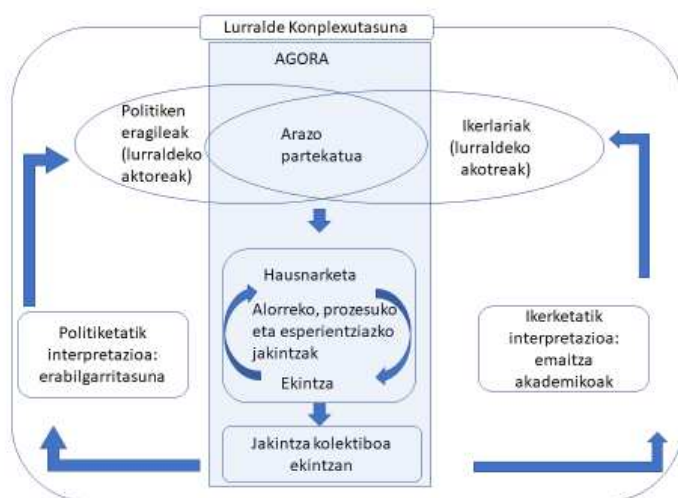 Lurralde Konplexutasuna
AGORA
Politiken
eragileak
(lurraldeko
aktoreak)
Arazo
partekatua
Ikerlariak
(lurraldeko
akotreak)
Hausnarketa
Alorreko, prozesuko
eta esperientziazko
jakintzak
Ekintza
Politiketatik
interpretazioa:
erabilgarritasuna
Ikerketatik
interpretazioa:
emaitza
akademikoak
Jakintza kolektiboa
ekintzan